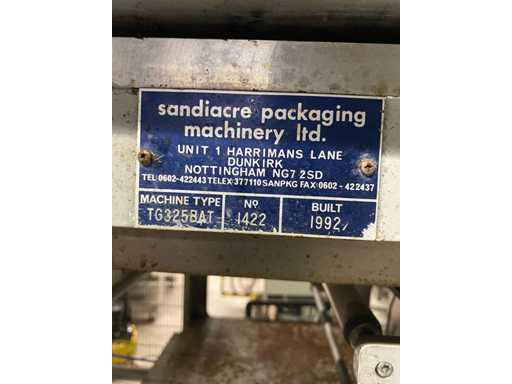 sandiacre packaging
machinery ltd.
UNIT 1 HARRIMANS LANE
DUNKIRK
NOTTINGHAM NG7 2SD
TEL 0602-422443 TELEX 377110 SANPKG FAX 0602-422437
MACHINE TYPE Nº BUILT
TG325BAT 1422 1992